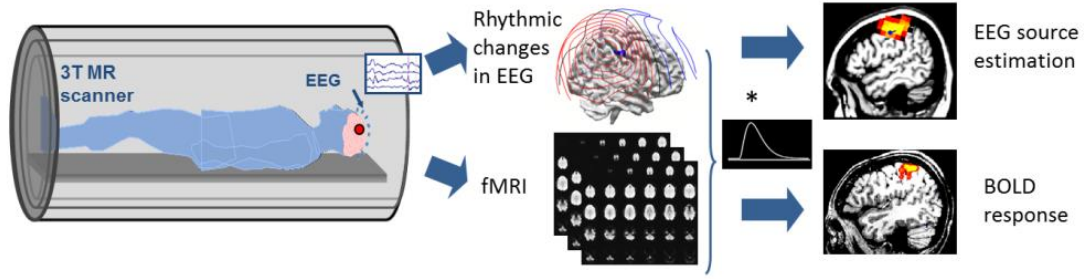 3T MR
scanner
EEG
Rhythmic
changes
in EEG
fMRI
*
EEG source
estimation
BOLD
response